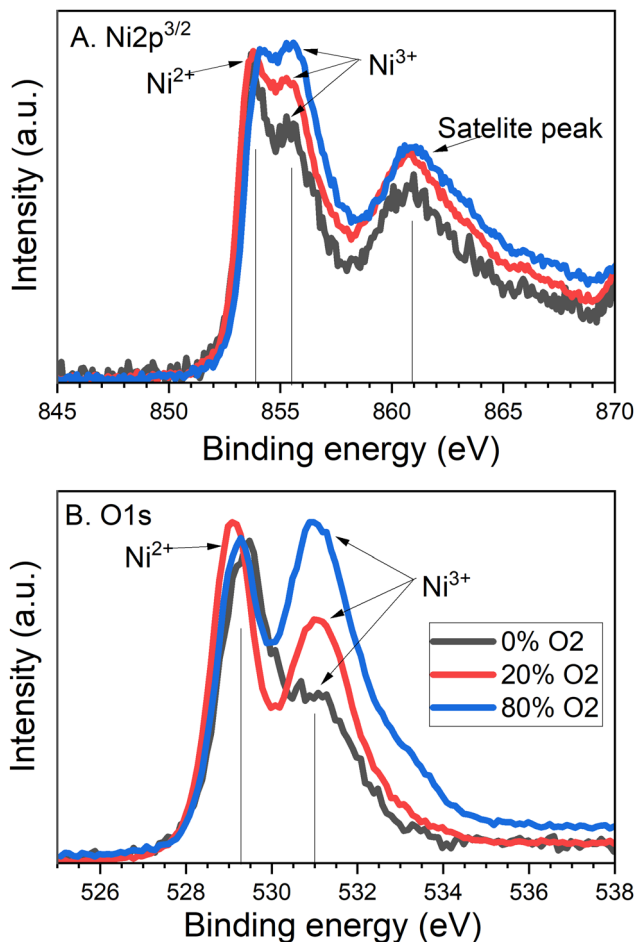 A. Ni2p3/2
Ni2+
Ni3+
Satelite peak
Intensity (a.u.)
845 850 855 860 865 870
Binding energy (eV)
B. O1s
Ni2+
Ni3+
0% O2
20% O2
80% O2
Intensity (a.u.)
526 528 530 532 534 536 538
Binding energy (eV)